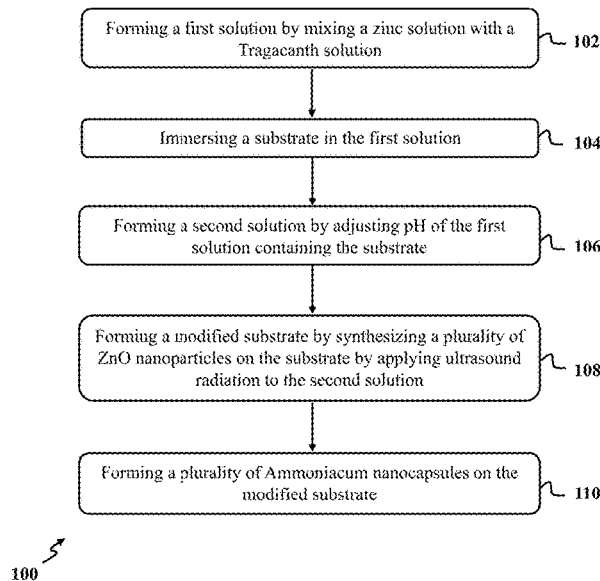 Forming a first solution by mixing a zinc solution with a
Tragacanth solution
102
Immersing a substrate in the first solution
104
Forming a second solution by adjusting pH of the first
solution containing the substrate
106
Forming a modified substrate by synthesizing a plurality of
ZnO nanoparticles on the substrate by applying ultrasound
radiation to the second solution
108
Forming a plurality of Ammoniacum nanocapsules on the
modified substrate
110
100